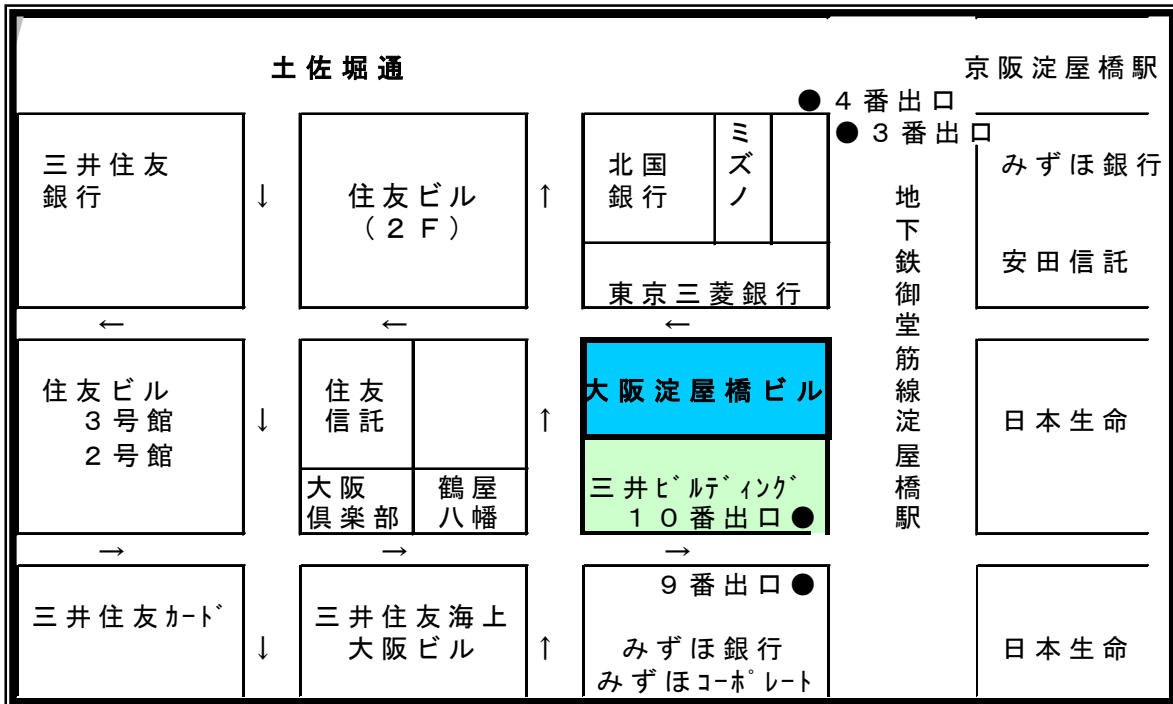 土佐堀通
京阪淀屋橋駅
●4番出口
●3番出口
三井住友
銀行
↓
住友ビル
(2F)
↑
北国
銀行
ミズノ
東京三菱銀行
地下鉄御堂筋線淀屋橋駅
みずほ銀行
安田信託
←
←
←
住友ビル
3号館
2号館
↓
住友
信託
大阪
倶楽部
鶴屋
八幡
↑
大阪淀屋橋ビル
三井ビルディング
10番出口●
日本生命
→
→
→
三井住友カード
↓
三井住友海上
大阪ビル
↑
9番出口●
みずほ銀行
みずほコーポレート
日本生命